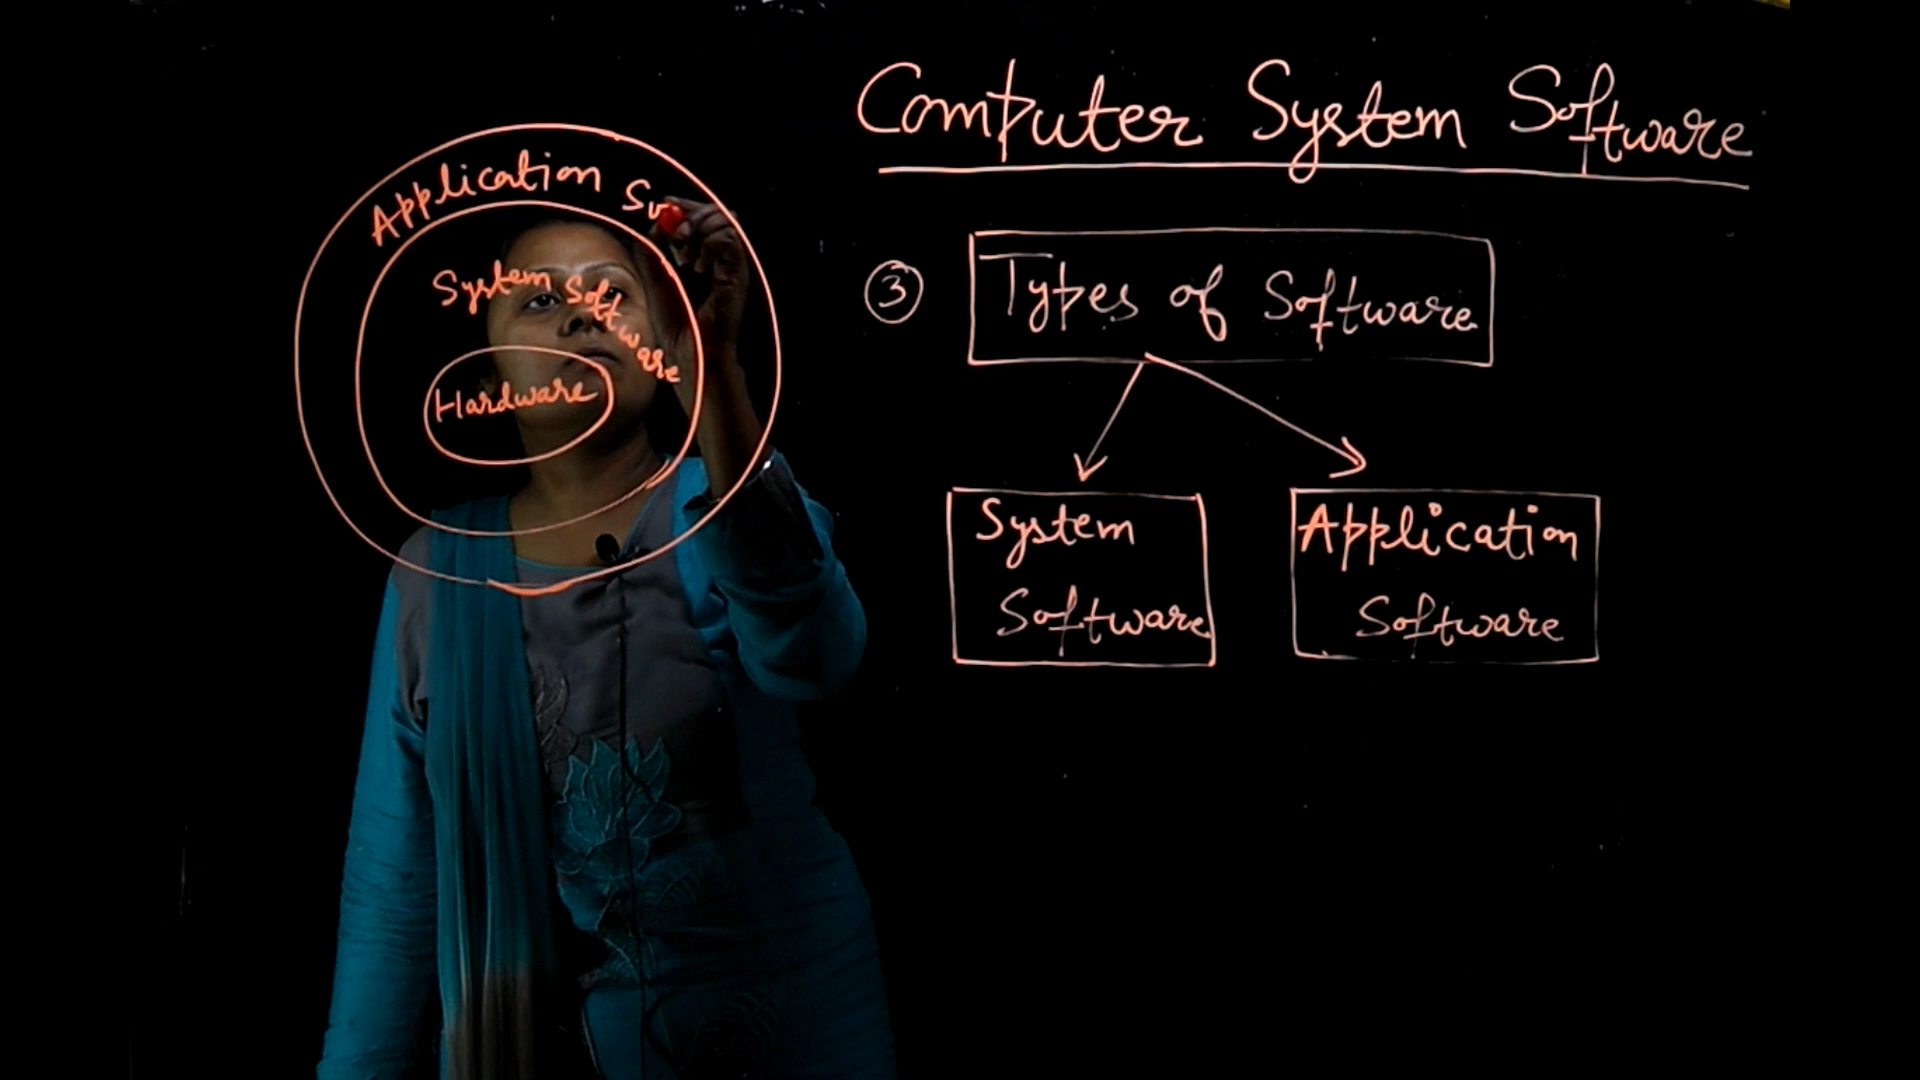 Computer System Software
③ Types of Software
System
Software
Application
Software
Application
System Software
Hardware